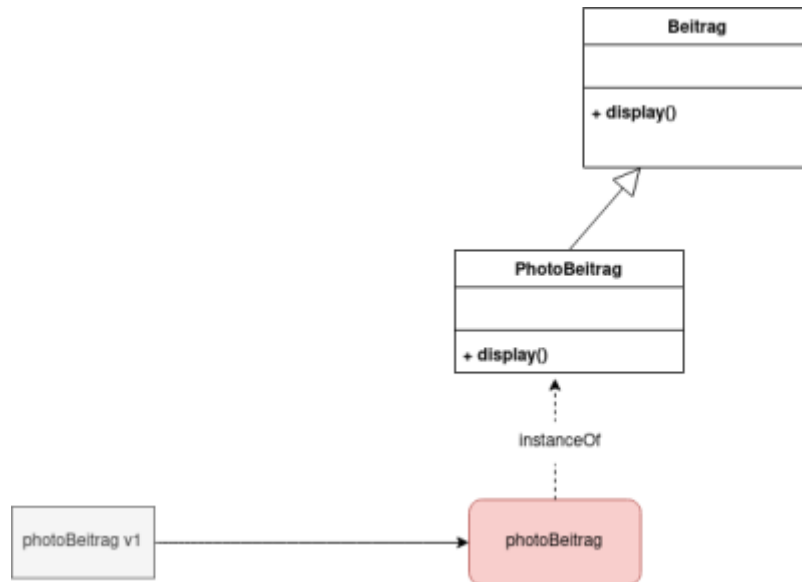 Beitrag
+ display()
PhotoBeitrag
+ display()
instanceOf
photoBeitrag v1
photoBeitrag